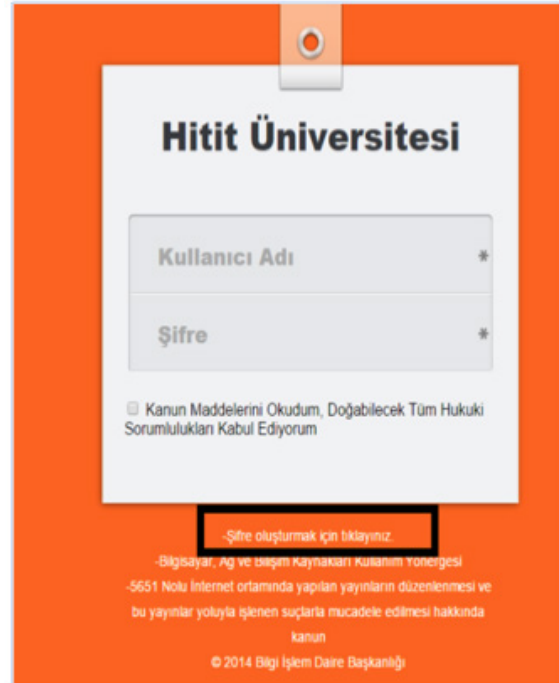 Hitit Üniversitesi
Kullanıcı Adı *
Şifre *
Kanun Maddelerini Okudum, Doğabilecek Tüm Hukuki
Sorumlulukları Kabul Ediyorum
-Şifre oluşturmak için tıklayınız.
-Bilgisayar, Ağ ve Bilişim Kaynakları Kullanım Yönergesi
-5651 Nolu İnternet ortamında yapılan yayınların düzenlenmesi ve
bu yayınlar yoluyla işlenen suçlarla mucadele edilmesi hakkında
kanun
© 2014 Bilgi İşlem Daire Başkanlığı